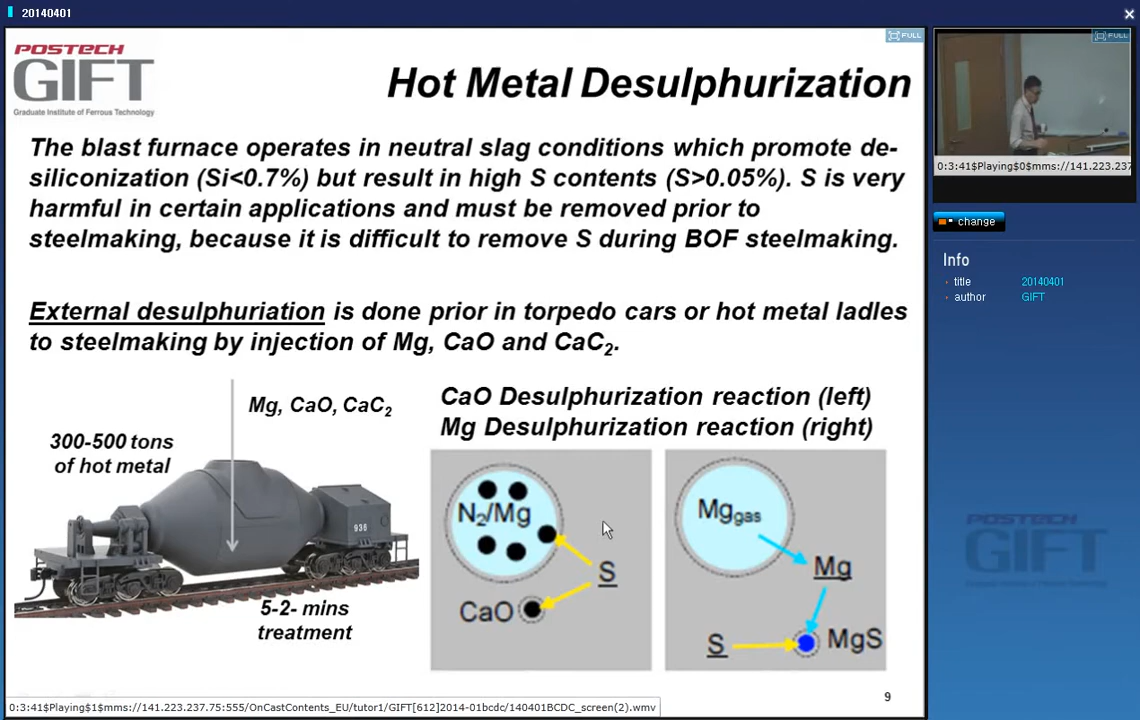 20140401
POSTECH
GIFT
Graduate Institute of Ferrous Technology
FULL
Hot Metal Desulphurization
The blast furnace operates in neutral slag conditions which promote de-
siliconization (Si<0.7%) but result in high S contents (S>0.05%). S is very
harmful in certain applications and must be removed prior to
steelmaking, because it is difficult to remove S during BOF steelmaking.
External desulphuriation is done prior in torpedo cars or hot metal ladles
to steelmaking by injection of Mg, CaO and CaC2.
Mg, CaO, CaC2
300-500 tons
of hot metal
936
5-2- mins
treatment
CaO Desulphurization reaction (left)
Mg Desulphurization reaction (right)
N2/Mg
S
CaO
Mggas
Mg
S
MgS
9
0:3:41$Playing$1$mms://141.223.237.75:555/OnCastContents_EU/tutor1/GIFT[612]2014-01bcdc/140401BCDC_screen(2).wmv
FULL
0:3:41$Playing$0$mms://141.223.237
change
Info
title 20140401
author GIFT
POSTECH
GIFT